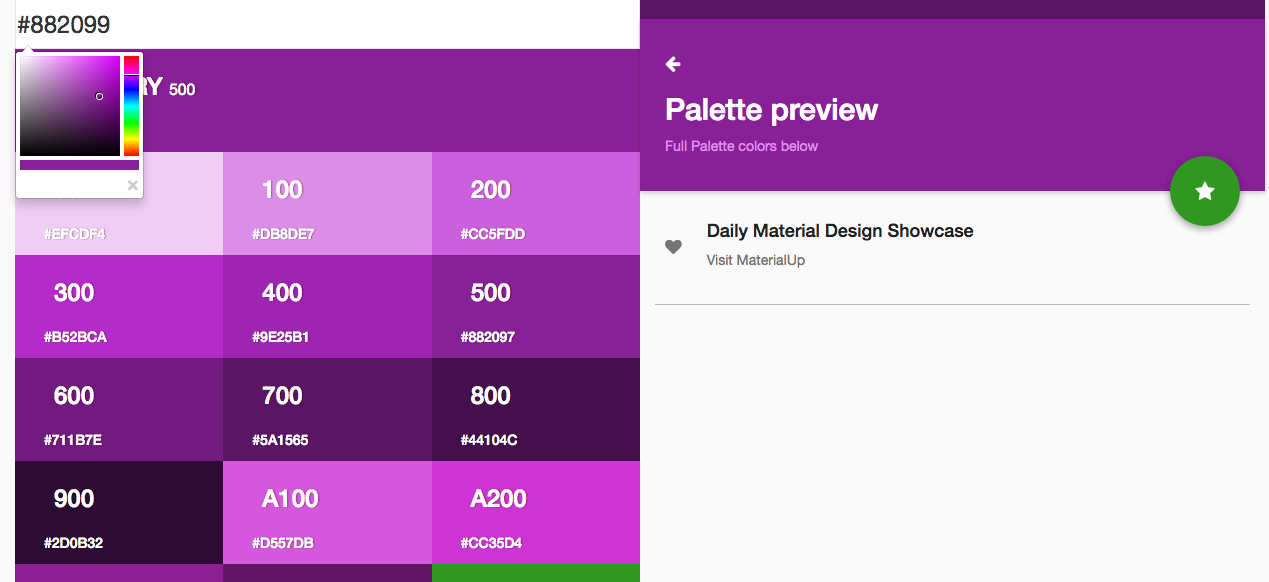 #882099
RY 500
100
200
#EFCDF4
#DB8DE7
#CC5FDD
300
400
500
#B52BCA
#9E25B1
#882097
600
700
800
#711B7E
#5A1565
#44104C
900
A100
A200
#2D0B32
#D557DB
#CC35D4
Palette preview
Full Palette colors below
Daily Material Design Showcase
Visit MaterialUp